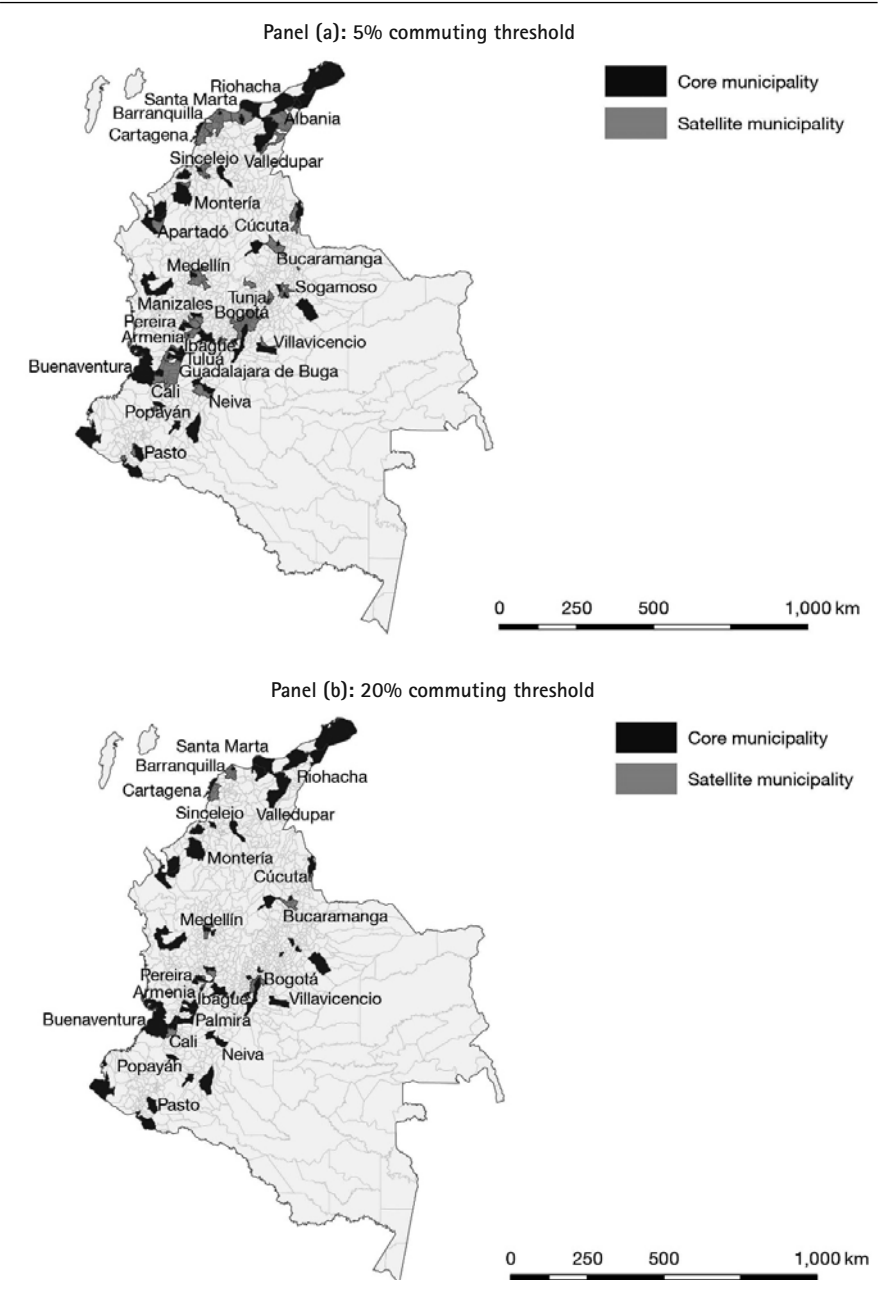 Panel (a): 5% commuting threshold
Riohacha
Core municipality
Santa Marta
Barranquilla
Albania
Satellite municipality
Cartagena
Sincelejo
Valledupar
Montería
Apartadó
Cúcuta
Bucaramanga
Medellín
Sogamoso
Tunja
Manizales
Bogotá
Pereira
Armenia
Ibagué
Villavicencio
Tuluá
Buenaventura
Guadalajara de Buga
Cali
Neiva
Popayán
Pasto
0 250 500 1,000 km
Panel (b): 20% commuting threshold
Core municipality
Santa Marta
Barranquilla
Riohacha
Satellite municipality
Cartagena
Sincelejo
Valledupar
Montería
Cúcuta
Bucaramanga
Medellín
Pereira
Bogotá
Armenia
Ibagué
Villavicencio
Buenaventura
Palmira
Cali
Neiva
Popayán
Pasto
0 250 500 1,000 km